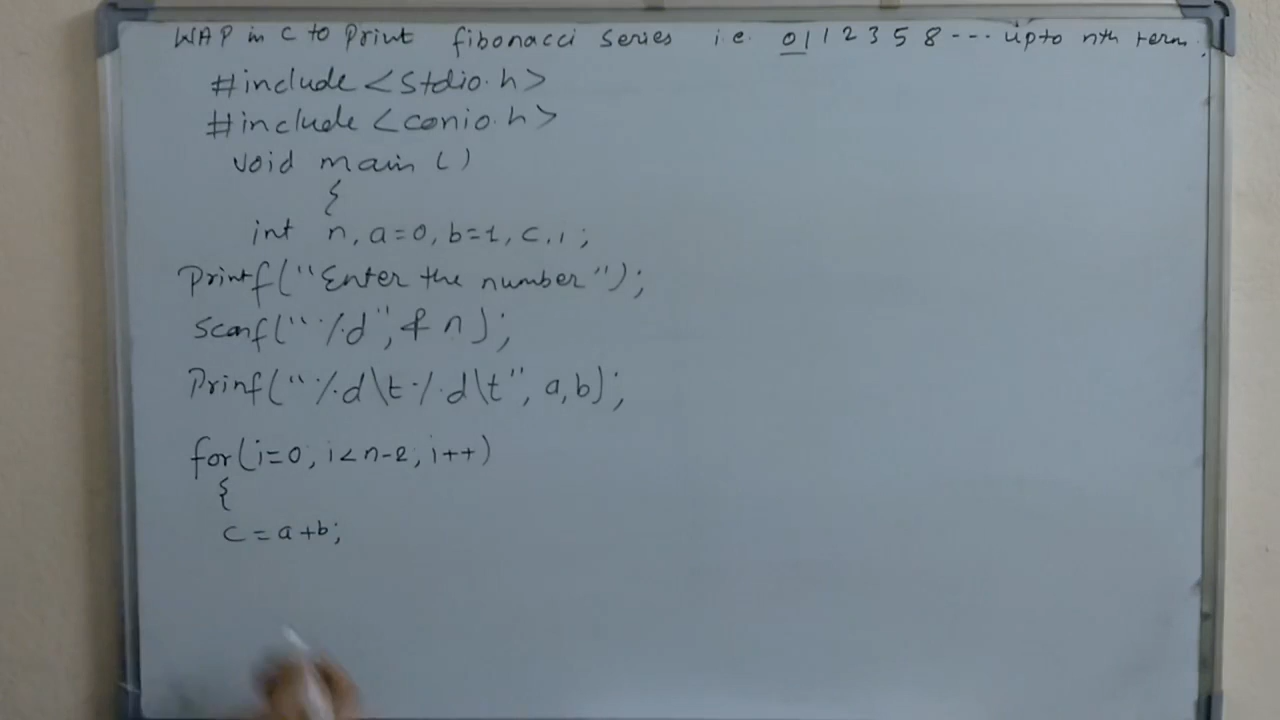 WAP in C to Print fibonacci series i.e. 0 1 1 2 3 5 8 --- upto nth term.
#include <stdio.h>
#include <conio.h>
void main ()
{
int n, a=0, b=1, c, i ;
Printf("Enter the number");
Scanf("%d", & n);
Prinf("%d\t%d\t", a,b);
for(i=0, i<n-2, i++)
{
c = a+b;